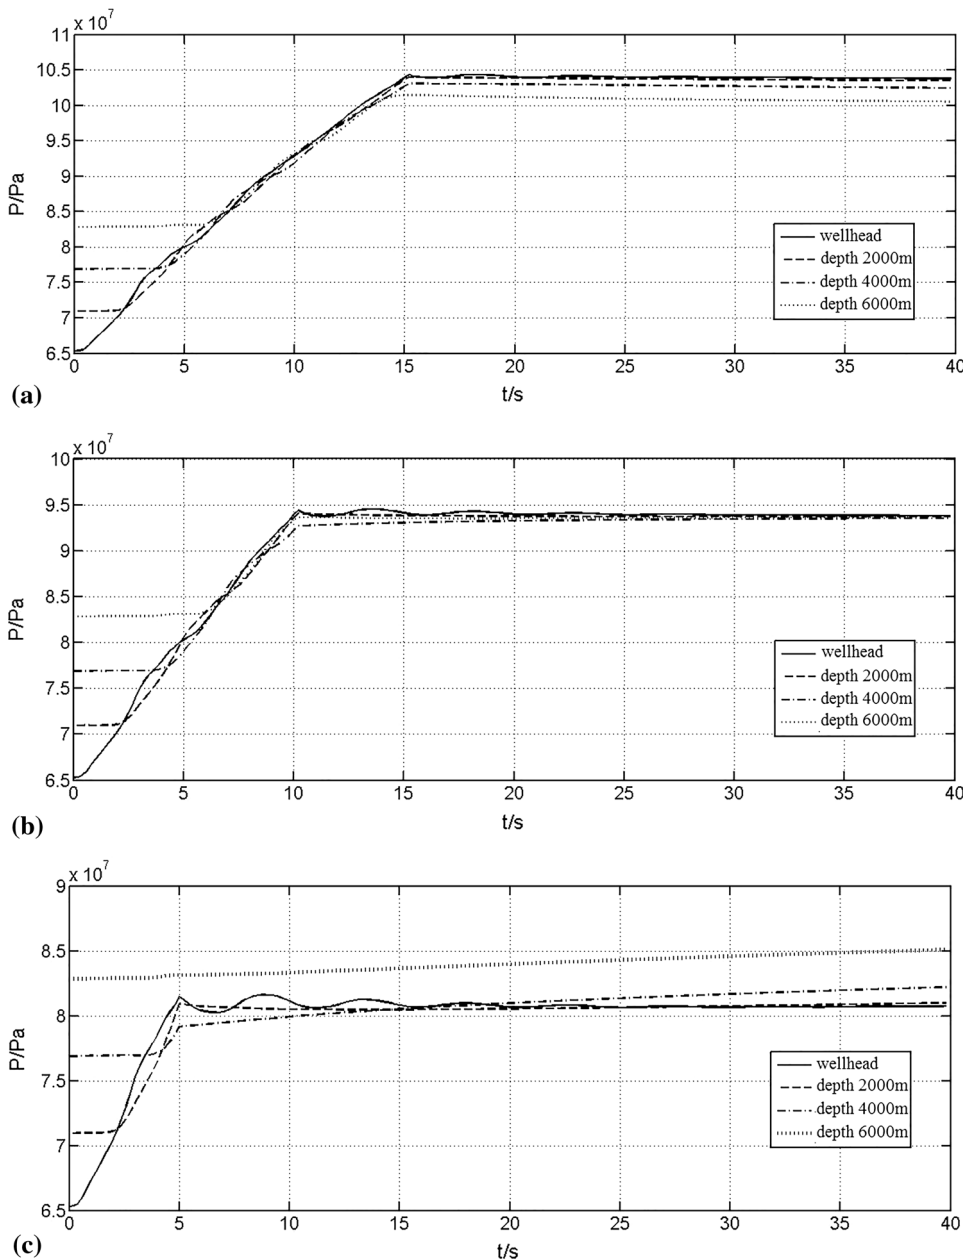 x 10^7
11
10.5
10
9.5
9
8.5
8
7.5
7
6.5
P/Pa
wellhead
depth 2000m
depth 4000m
depth 6000m
0 5 10 15 20 25 30 35 40
t/s
(a)
x 10^7
10
9.5
9
8.5
8
7.5
7
6.5
P/Pa
wellhead
depth 2000m
depth 4000m
depth 6000m
0 5 10 15 20 25 30 35 40
t/s
(b)
x 10^7
9
8.5
8
7.5
7
6.5
P/Pa
wellhead
depth 2000m
depth 4000m
depth 6000m
0 5 10 15 20 25 30 35 40
t/s
(c)